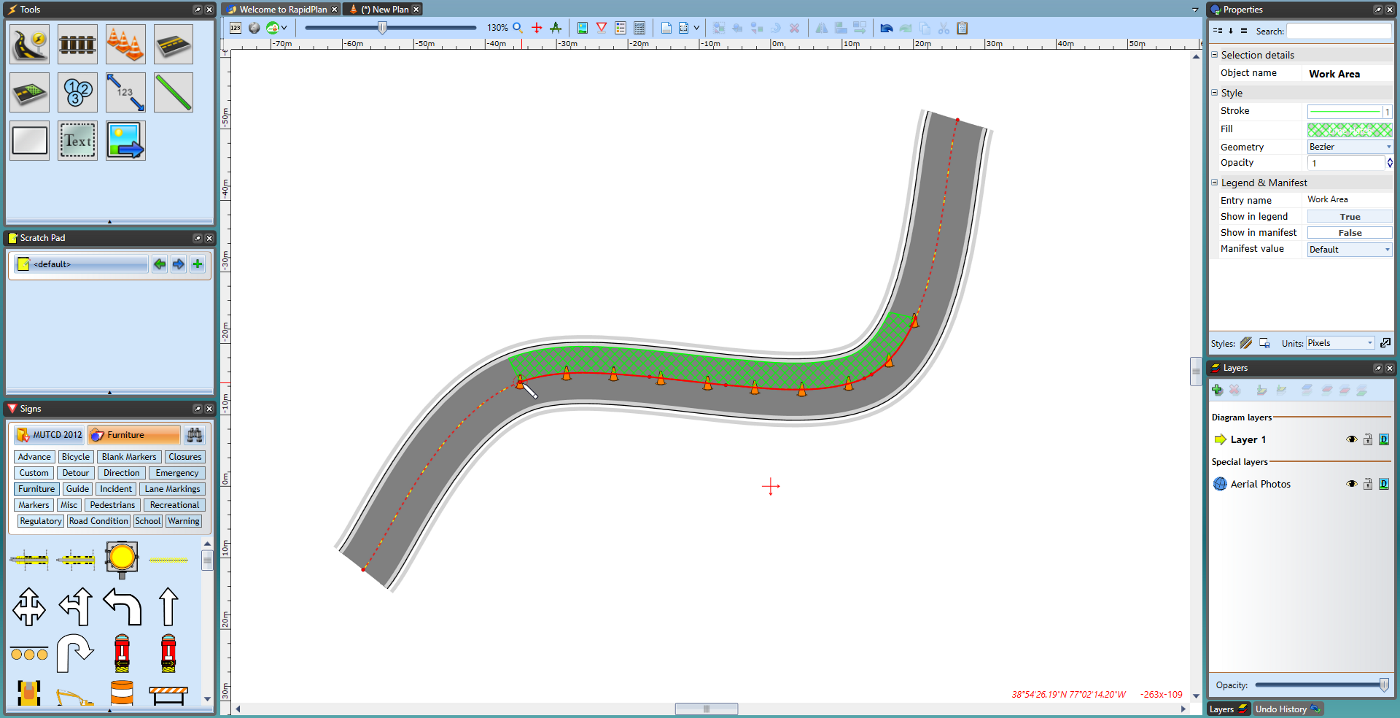 Tools
Welcome to RapidPlan
(*) New Plan
Properties
123
130%
Search:
-70m -60m -50m -40m -30m -20m -10m 0m 10m 20m 30m 40m 50m
Selection details
Object name Work Area
Style
Stroke 1
Fill
Geometry Bezier
Opacity 1
Legend & Manifest
Entry name Work Area
Show in legend True
Show in manifest False
Manifest value Default
Styles: Units: Pixels
123
Text
Scratch Pad
<default>
Signs
MUTCD 2012 Furniture
Advance Bicycle Blank Markers Closures
Custom Detour Direction Emergency
Furniture Guide Incident Lane Markings
Markers Misc Pedestrians Recreational
Regulatory Road Condition School Warning
-50m
-40m
-30m
-20m
-10m
0m
10m
20m
30m
38°54'26.19"N 77°02'14.20"W -263x-109
Layers
Diagram layers
Layer 1
Special layers
Aerial Photos
Opacity:
Layers Undo History